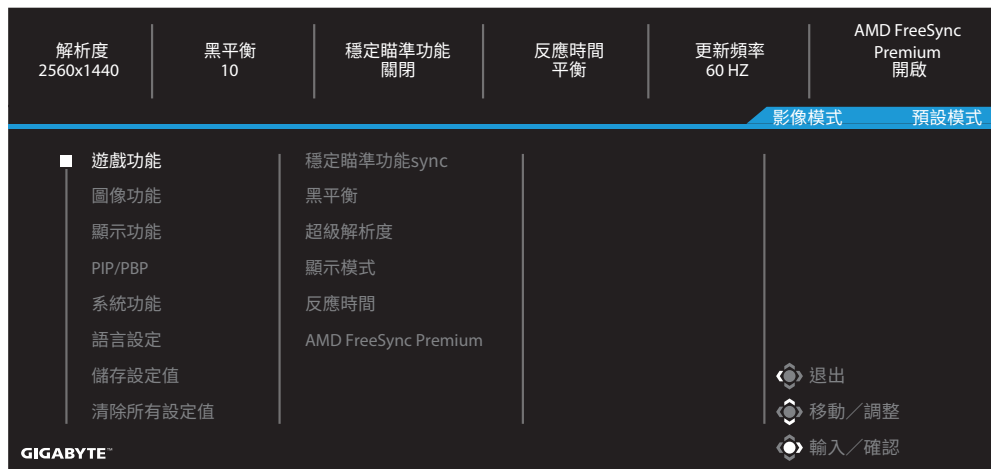 解析度
2560x1440
黑平衡
10
穩定瞄準功能
關閉
反應時間
平衡
更新頻率
60 HZ
AMD FreeSync
Premium
開啟
影像模式
預設模式
遊戲功能
圖像功能
顯示功能
PIP/PBP
系統功能
語言設定
儲存設定值
清除所有設定值
穩定瞄準功能sync
黑平衡
超級解析度
顯示模式
反應時間
AMD FreeSync Premium
退出
移動／調整
輸入／確認
GIGABYTE™